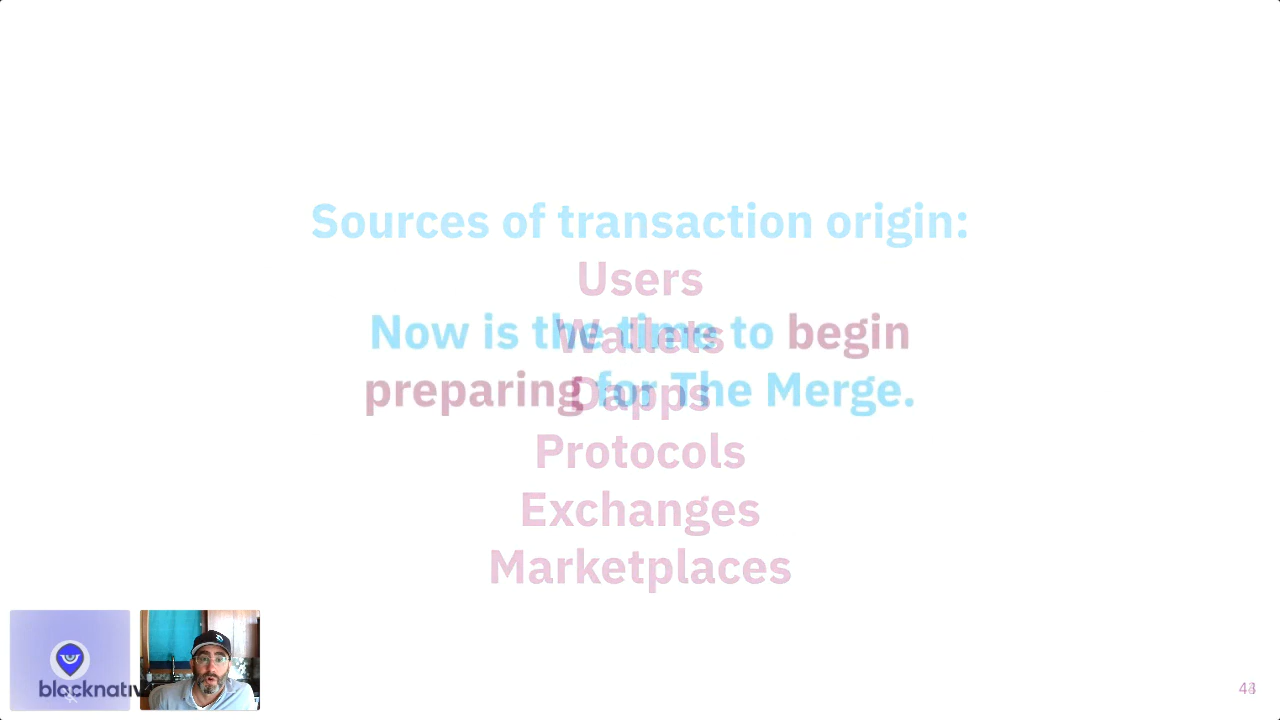 Sources of transaction origin:
Users
Wallets
Dapps
Protocols
Exchanges
Marketplaces
Now is the time to begin
preparing for The Merge.
blocknativ